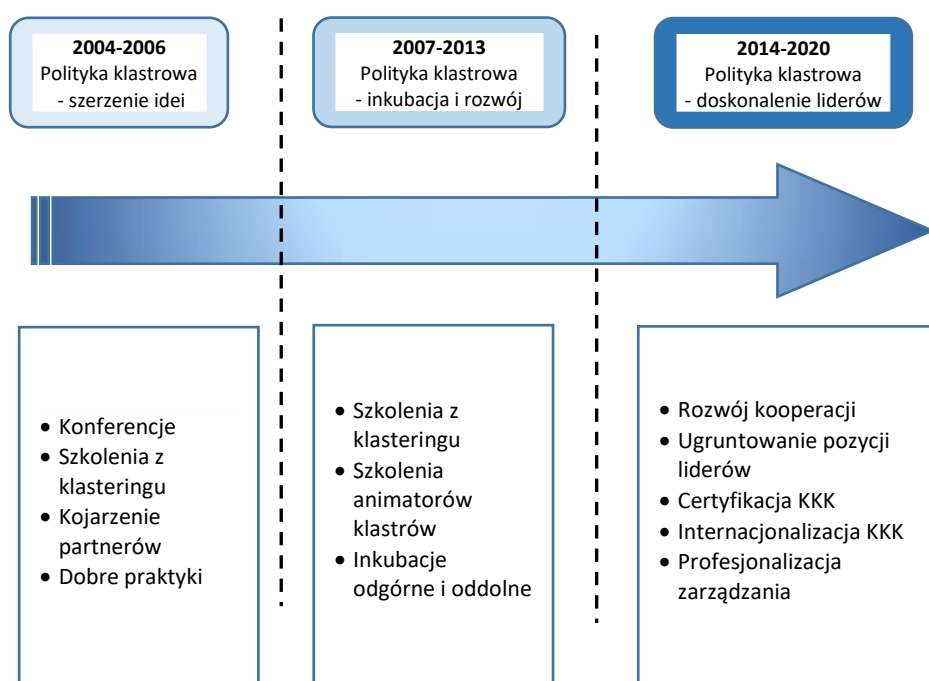 2004-2006
Polityka klastrowa
- szerzenie idei
2007-2013
Polityka klastrowa
- inkubacja i rozwój
2014-2020
Polityka klastrowa
- doskonalenie liderów
• Konferencje
• Szkolenia z
klasteringu
• Kojarzenie
partnerów
• Dobre praktyki
• Szkolenia z
klasteringu
• Szkolenia
animatorów
klastrów
• Inkubacje
odgórne i oddolne
• Rozwój kooperacji
• Ugruntowanie pozycji
liderów
• Certyfikacja KKK
• Internacjonalizacja KKK
• Profesjonalizacja
zarządzania